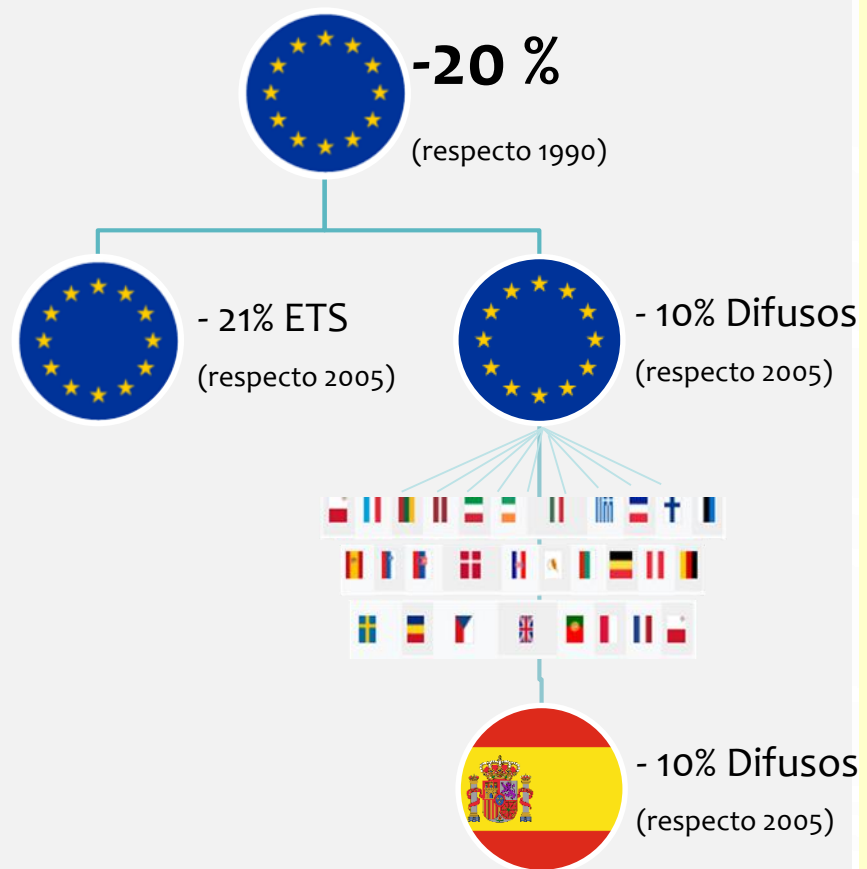 -20 %
(respecto 1990)
- 21% ETS
(respecto 2005)
- 10% Difusos
(respecto 2005)
- 10% Difusos
(respecto 2005)